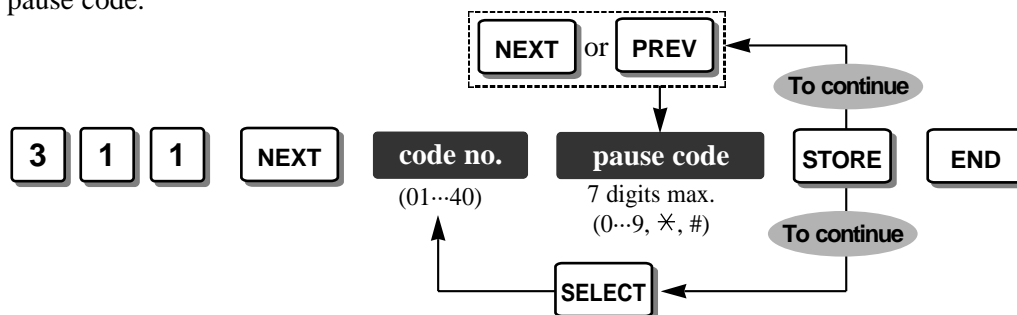 pause code.
NEXT or PREV
To continue
3 1 1 NEXT code no. pause code STORE END
(01···40) 7 digits max.
(0···9, ✳, #)
To continue
SELECT